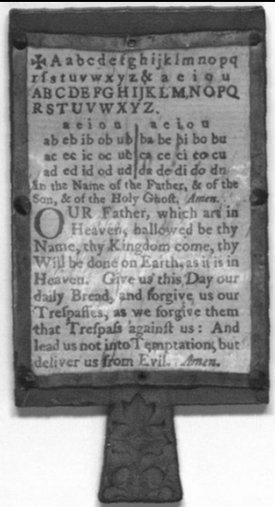 ✠ A a b c d e f g h i j k l m n o p q
r ſ s t u v w x y z & a e i o u
A B C D E F G H I J K L M N O P Q
R S T U V W X Y Z .
a e i o u | a e i o u
ab eb ib ob ub | ba be bi bo bu
ac ec ic oc uc | ca ce ci co cu
ad ed id od ud | da de di do du
In the Name of the Father, & of the
Son, & of the Holy Ghoſt, Amen.
OUR Father, which art in
Heaven, hallowed be thy
Name, thy Kingdom come, thy
Will be done on Earth, as it is in
Heaven. Give us this Day our
daily Bread, and forgive us our
Treſpaſſes, as we forgive them
that Treſpaſs againſt us: And
lead us not into Temptation, but
deliver us from Evil. Amen.